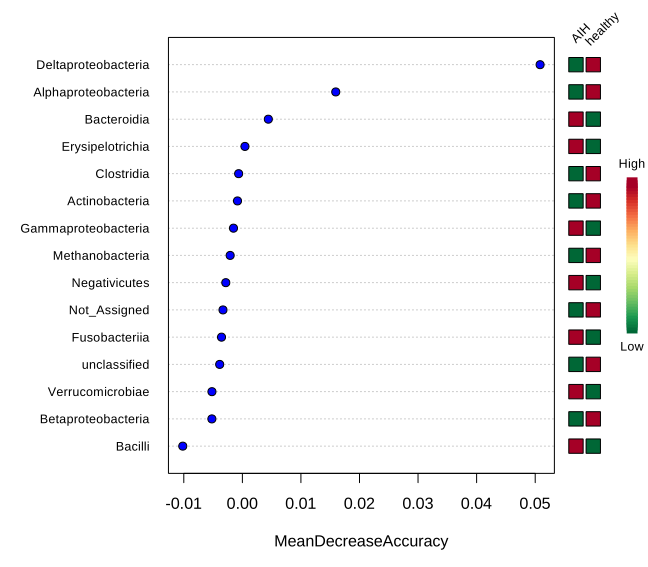 AIH
healthy
Deltaproteobacteria
Alphaproteobacteria
Bacteroidia
Erysipelotrichia
Clostridia
Actinobacteria
Gammaproteobacteria
Methanobacteria
Negativicutes
Not_Assigned
Fusobacteriia
unclassified
Verrucomicrobiae
Betaproteobacteria
Bacilli
High
Low
-0.01 0.00 0.01 0.02 0.03 0.04 0.05
MeanDecreaseAccuracy